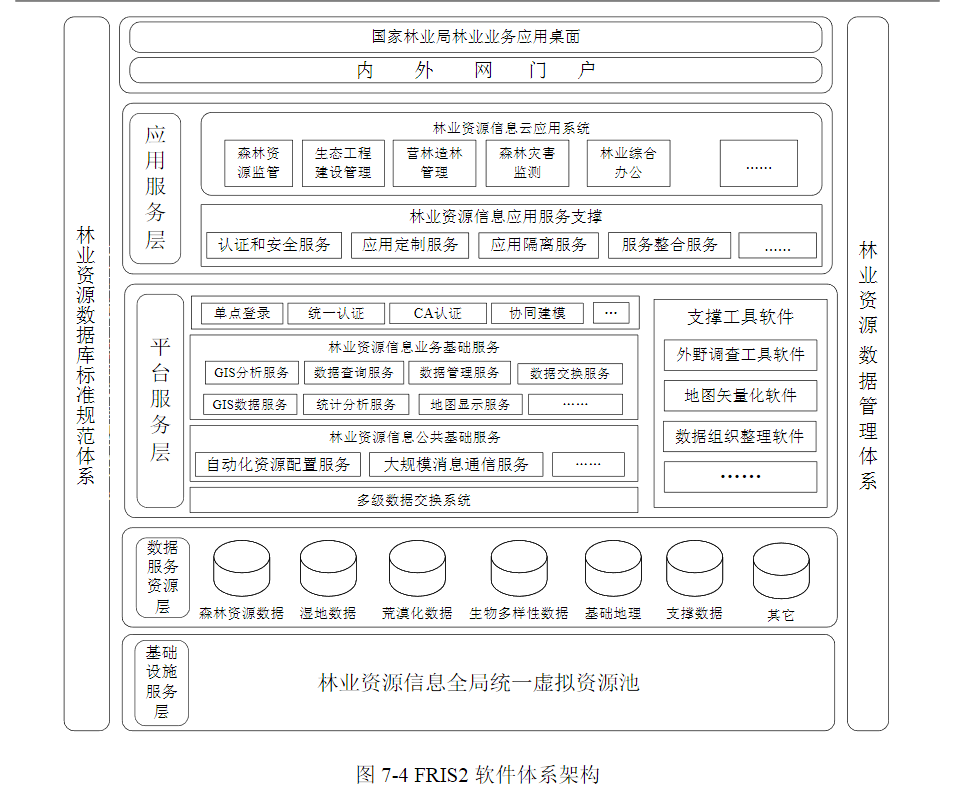 国家林业局林业业务应用桌面
内 外 网 门 户
林业资源数据库标准规范体系
应用服务层
林业资源信息云应用系统
森林资
源监管
生态工程
建设管理
营林造林
管理
森林灾害
监测
林业综合
办公
……
林业资源信息应用服务支撑
认证和安全服务
应用定制服务
应用隔离服务
服务整合服务
……
平台服务层
单点登录
统一认证
CA认证
协同建模
…
林业资源信息业务基础服务
GIS分析服务
数据查询服务
数据管理服务
数据交换服务
GIS数据服务
统计分析服务
地图显示服务
……
林业资源信息公共基础服务
自动化资源配置服务
大规模消息通信服务
……
多级数据交换系统
支撑工具软件
外野调查工具软件
地图矢量化软件
数据组织整理软件
……
数据
服务
资源
层
森林资源数据
湿地数据
荒漠化数据
生物多样性数据
基础地理
支撑数据
其它
基础
设施
服务
层
林业资源信息全局统一虚拟资源池
林业资源 数据管理体系
图 7-4 FRIS2 软件体系架构